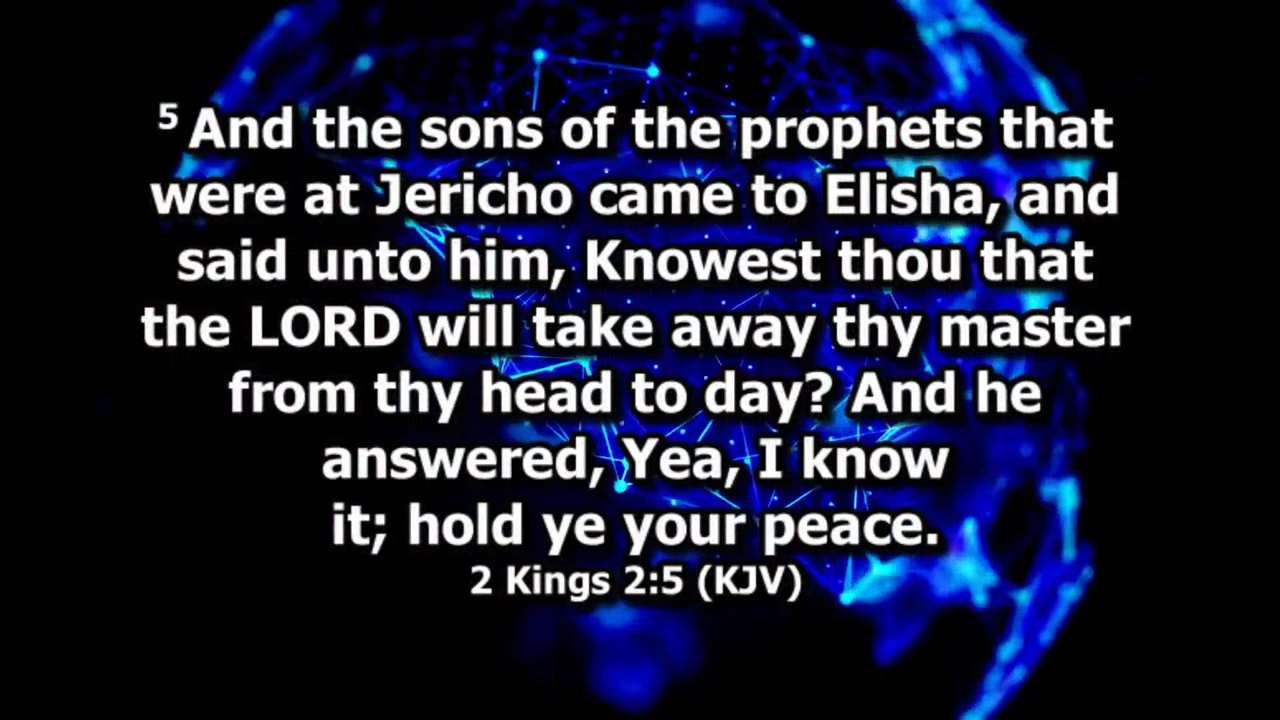 5 And the sons of the prophets that
were at Jericho came to Elisha, and
said unto him, Knowest thou that
the LORD will take away thy master
from thy head to day? And he
answered, Yea, I know
it; hold ye your peace.
2 Kings 2:5 (KJV)